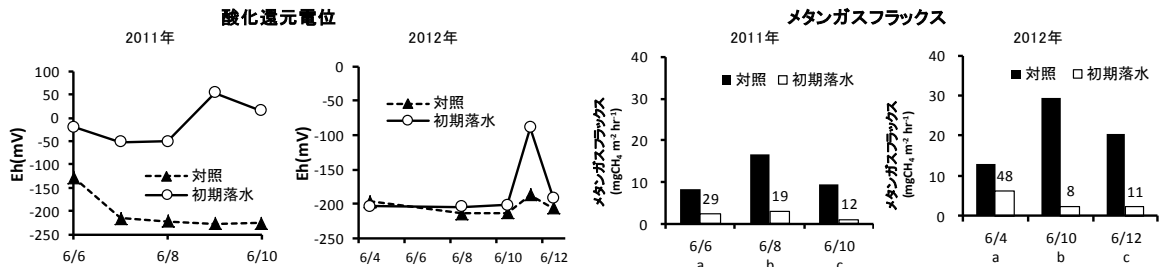 酸化還元電位
2011年
100
50
0
-50
-100
-150
-200
-250
Eh(mV)
対照
初期落水
6/6
6/8
6/10
2012年
0
-50
-100
-150
-200
-250
Eh(mV)
対照
初期落水
6/4
6/6
6/8
6/10
6/12
メタンガスフラックス
2011年
40
30
20
10
0
メタンガスフラックス
(mgCH₄ m⁻² hr⁻¹)
対照
初期落水
29
19
12
6/6
6/8
6/10
a
b
c
2012年
40
30
20
10
0
メタンガスフラックス
(mgCH₄ m⁻² hr⁻¹)
対照
初期落水
48
8
11
6/4
6/10
6/12
a
b
c